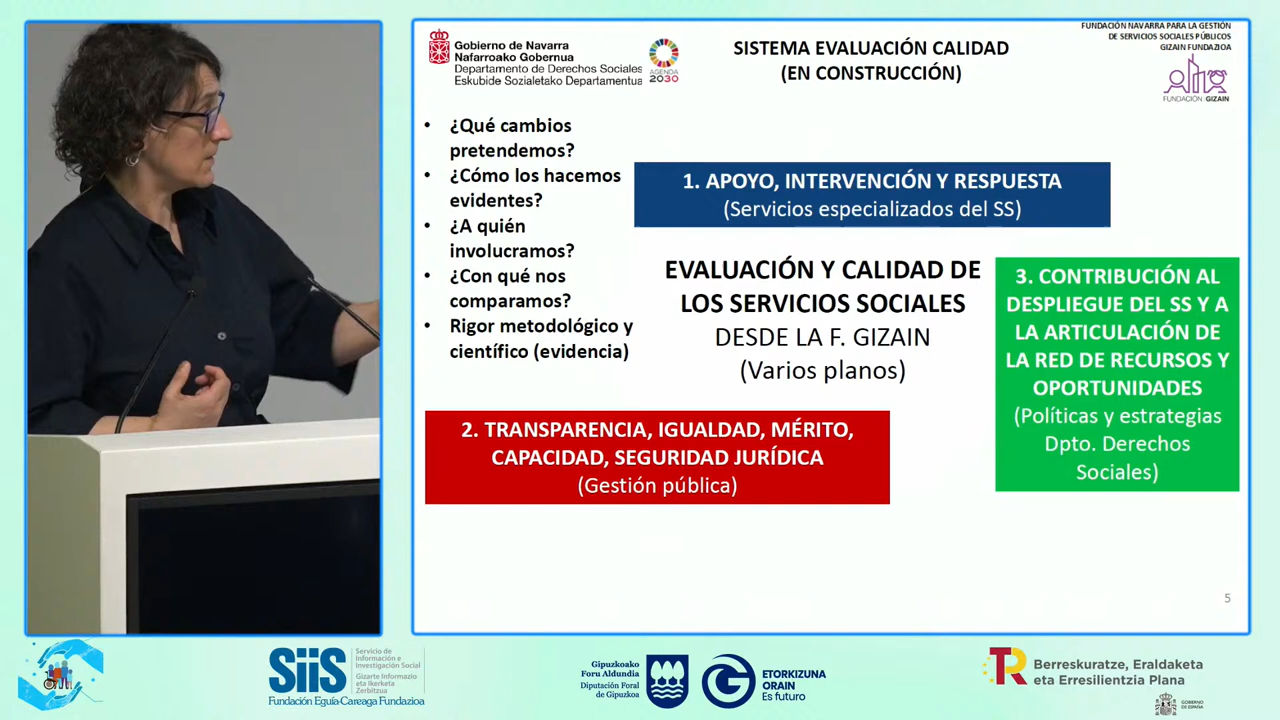 Gobierno de Navarra
Nafarroako Gobernua
Departamento de Derechos Sociales
Eskubide Sozialetako Departamentua
AGENDA
2030
SISTEMA EVALUACIÓN CALIDAD
(EN CONSTRUCCIÓN)
FUNDACIÓN NAVARRA PARA LA GESTIÓN
DE SERVICIOS SOCIALES PÚBLICOS
GIZAIN FUNDAZIOA
FUNDACIÓN GIZAIN
• ¿Qué cambios
pretendemos?
• ¿Cómo los hacemos
evidentes?
• ¿A quién
involucramos?
• ¿Con qué nos
comparamos?
• Rigor metodológico y
científico (evidencia)
1. APOYO, INTERVENCIÓN Y RESPUESTA
(Servicios especializados del SS)
EVALUACIÓN Y CALIDAD DE
LOS SERVICIOS SOCIALES
DESDE LA F. GIZAIN
(Varios planos)
3. CONTRIBUCIÓN AL
DESPLIEGUE DEL SS Y A
LA ARTICULACIÓN DE
LA RED DE RECURSOS Y
OPORTUNIDADES
(Políticas y estrategias
Dpto. Derechos
Sociales)
2. TRANSPARENCIA, IGUALDAD, MÉRITO,
CAPACIDAD, SEGURIDAD JURÍDICA
(Gestión pública)
5
SiiS
Servicio de
Información e
Investigación Social
Gizarte Informazio
eta Ikerketa
Zerbitzua
Fundación Eguía-Careaga Fundazioa
Gipuzkoako
Foru Aldundia
Diputación Foral
de Gipuzkoa
ETORKIZUNA
ORAIN
Es futuro
TR
Berreskuratze, Eraldaketa
eta Erresilientzia Plana
GOBIERNO
DE ESPAÑA